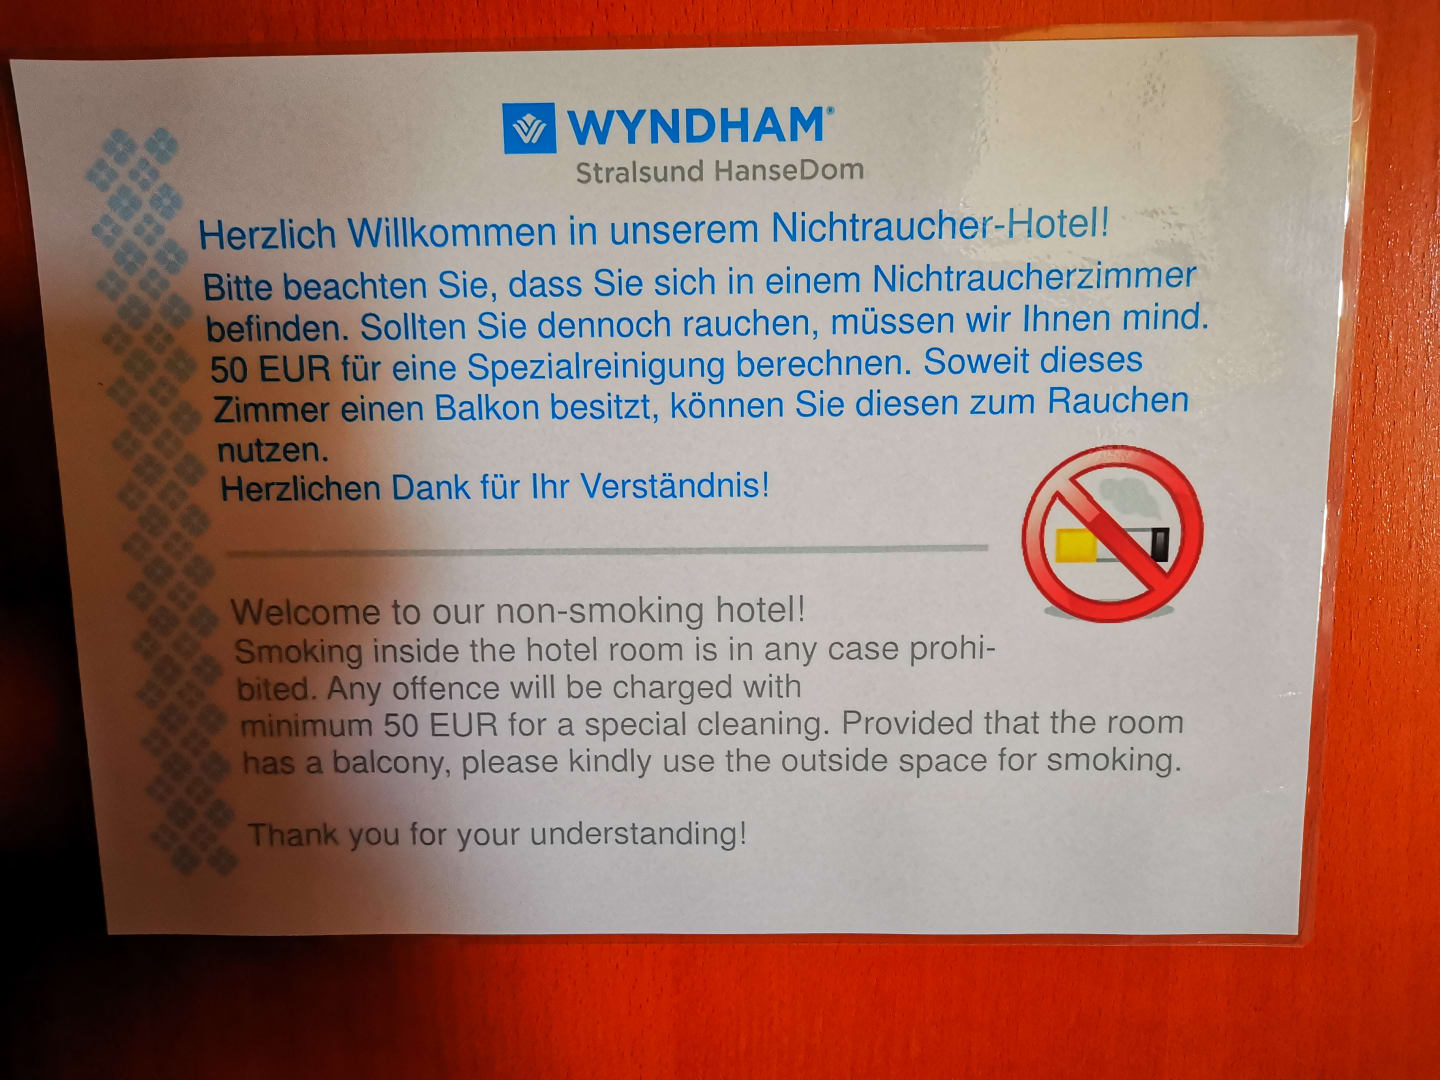 WYNDHAM®
Stralsund HanseDom
Herzlich Willkommen in unserem Nichtraucher-Hotel!
Bitte beachten Sie, dass Sie sich in einem Nichtraucherzimmer
befinden. Sollten Sie dennoch rauchen, müssen wir Ihnen mind.
50 EUR für eine Spezialreinigung berechnen. Soweit dieses
Zimmer einen Balkon besitzt, können Sie diesen zum Rauchen
nutzen.
Herzlichen Dank für Ihr Verständnis!
Welcome to our non-smoking hotel!
Smoking inside the hotel room is in any case prohi-
bited. Any offence will be charged with
minimum 50 EUR for a special cleaning. Provided that the room
has a balcony, please kindly use the outside space for smoking.
Thank you for your understanding!